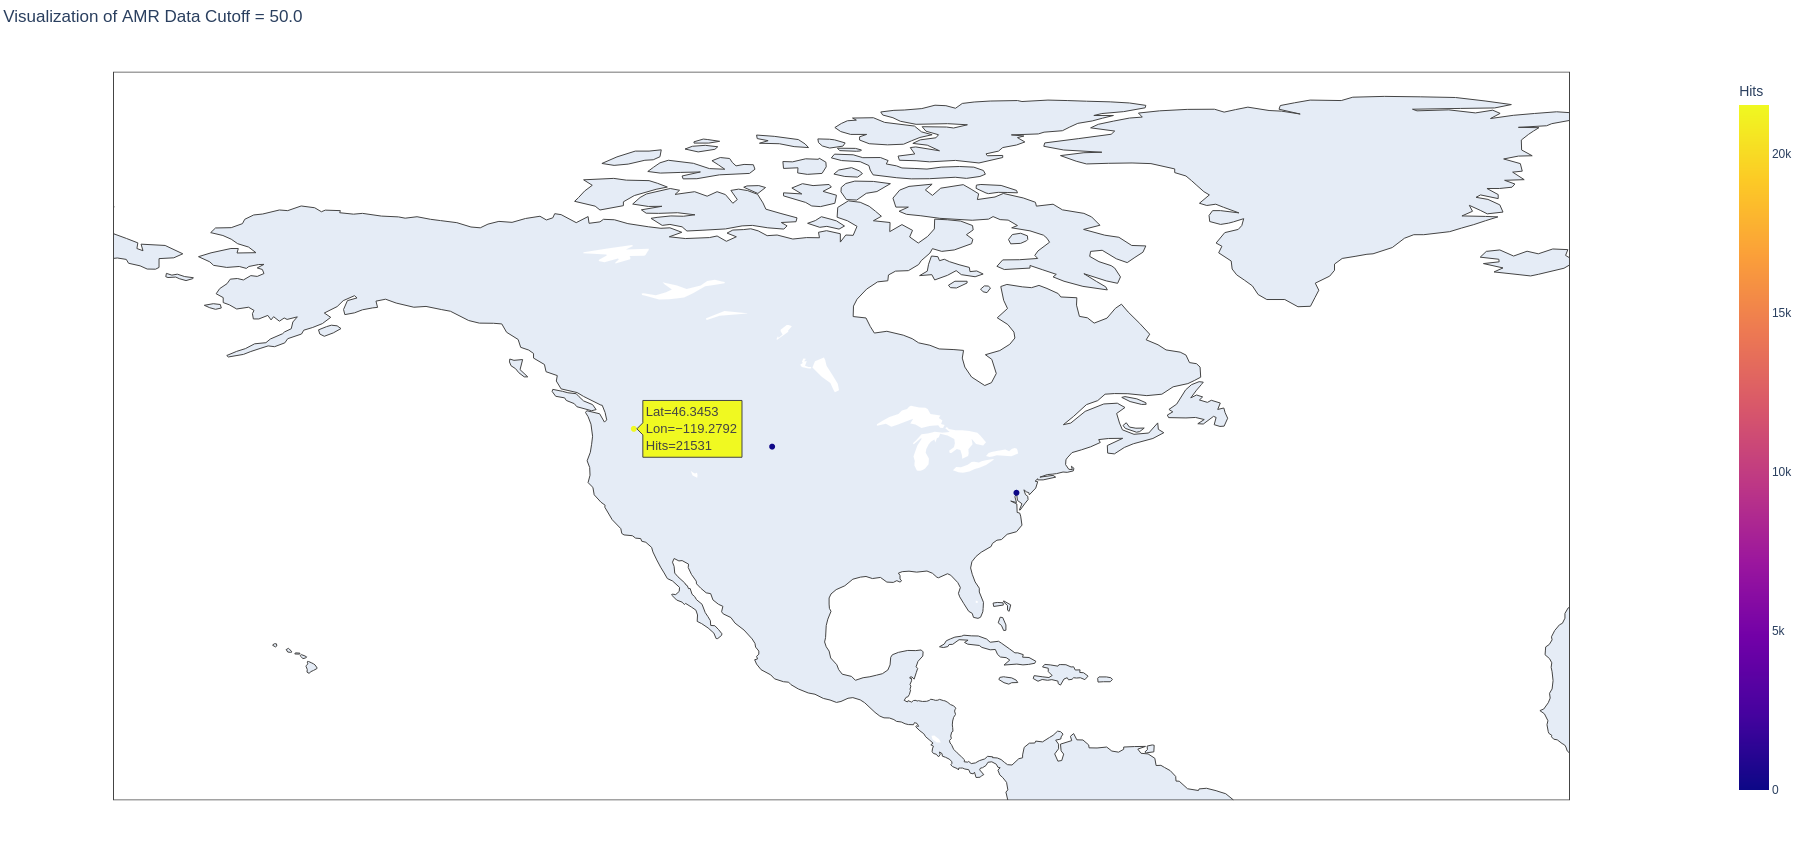 Visualization of AMR Data Cutoff = 50.0
Hits
20k
15k
10k
5k
0
Lat=46.3453
Lon=−119.2792
Hits=21531